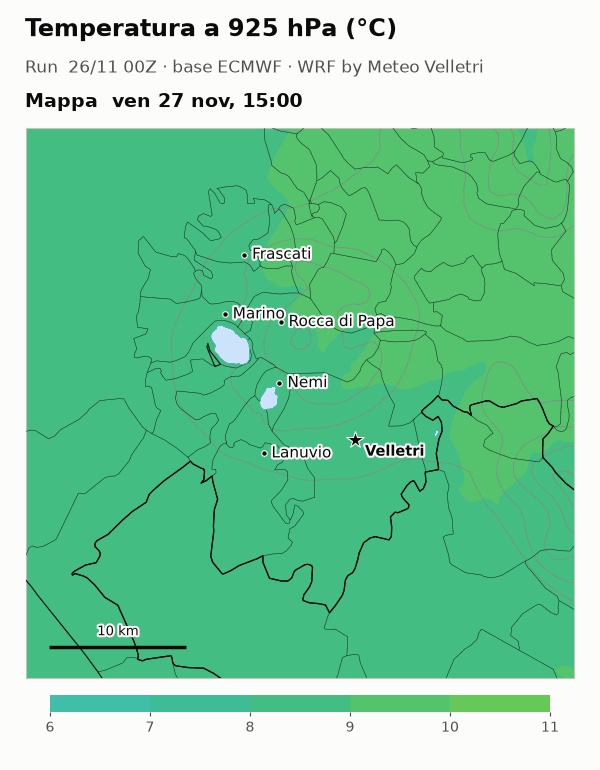 Temperatura a 925 hPa (°C)
Run  26/11 00Z · base ECMWF · WRF by Meteo Velletri
Mappa  ven 27 nov, 15:00
Frascati
Marino
Rocca di Papa
Nemi
Velletri
Lanuvio
10 km
6 7 8 9 10 11